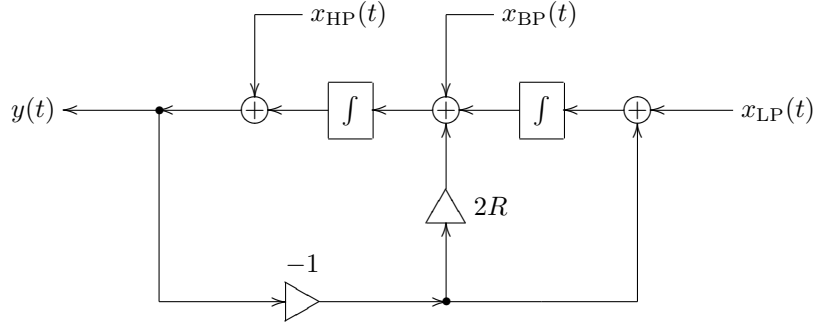 x_HP(t) x_BP(t)
y(t) + ∫ + ∫ + x_LP(t)
2R
−1